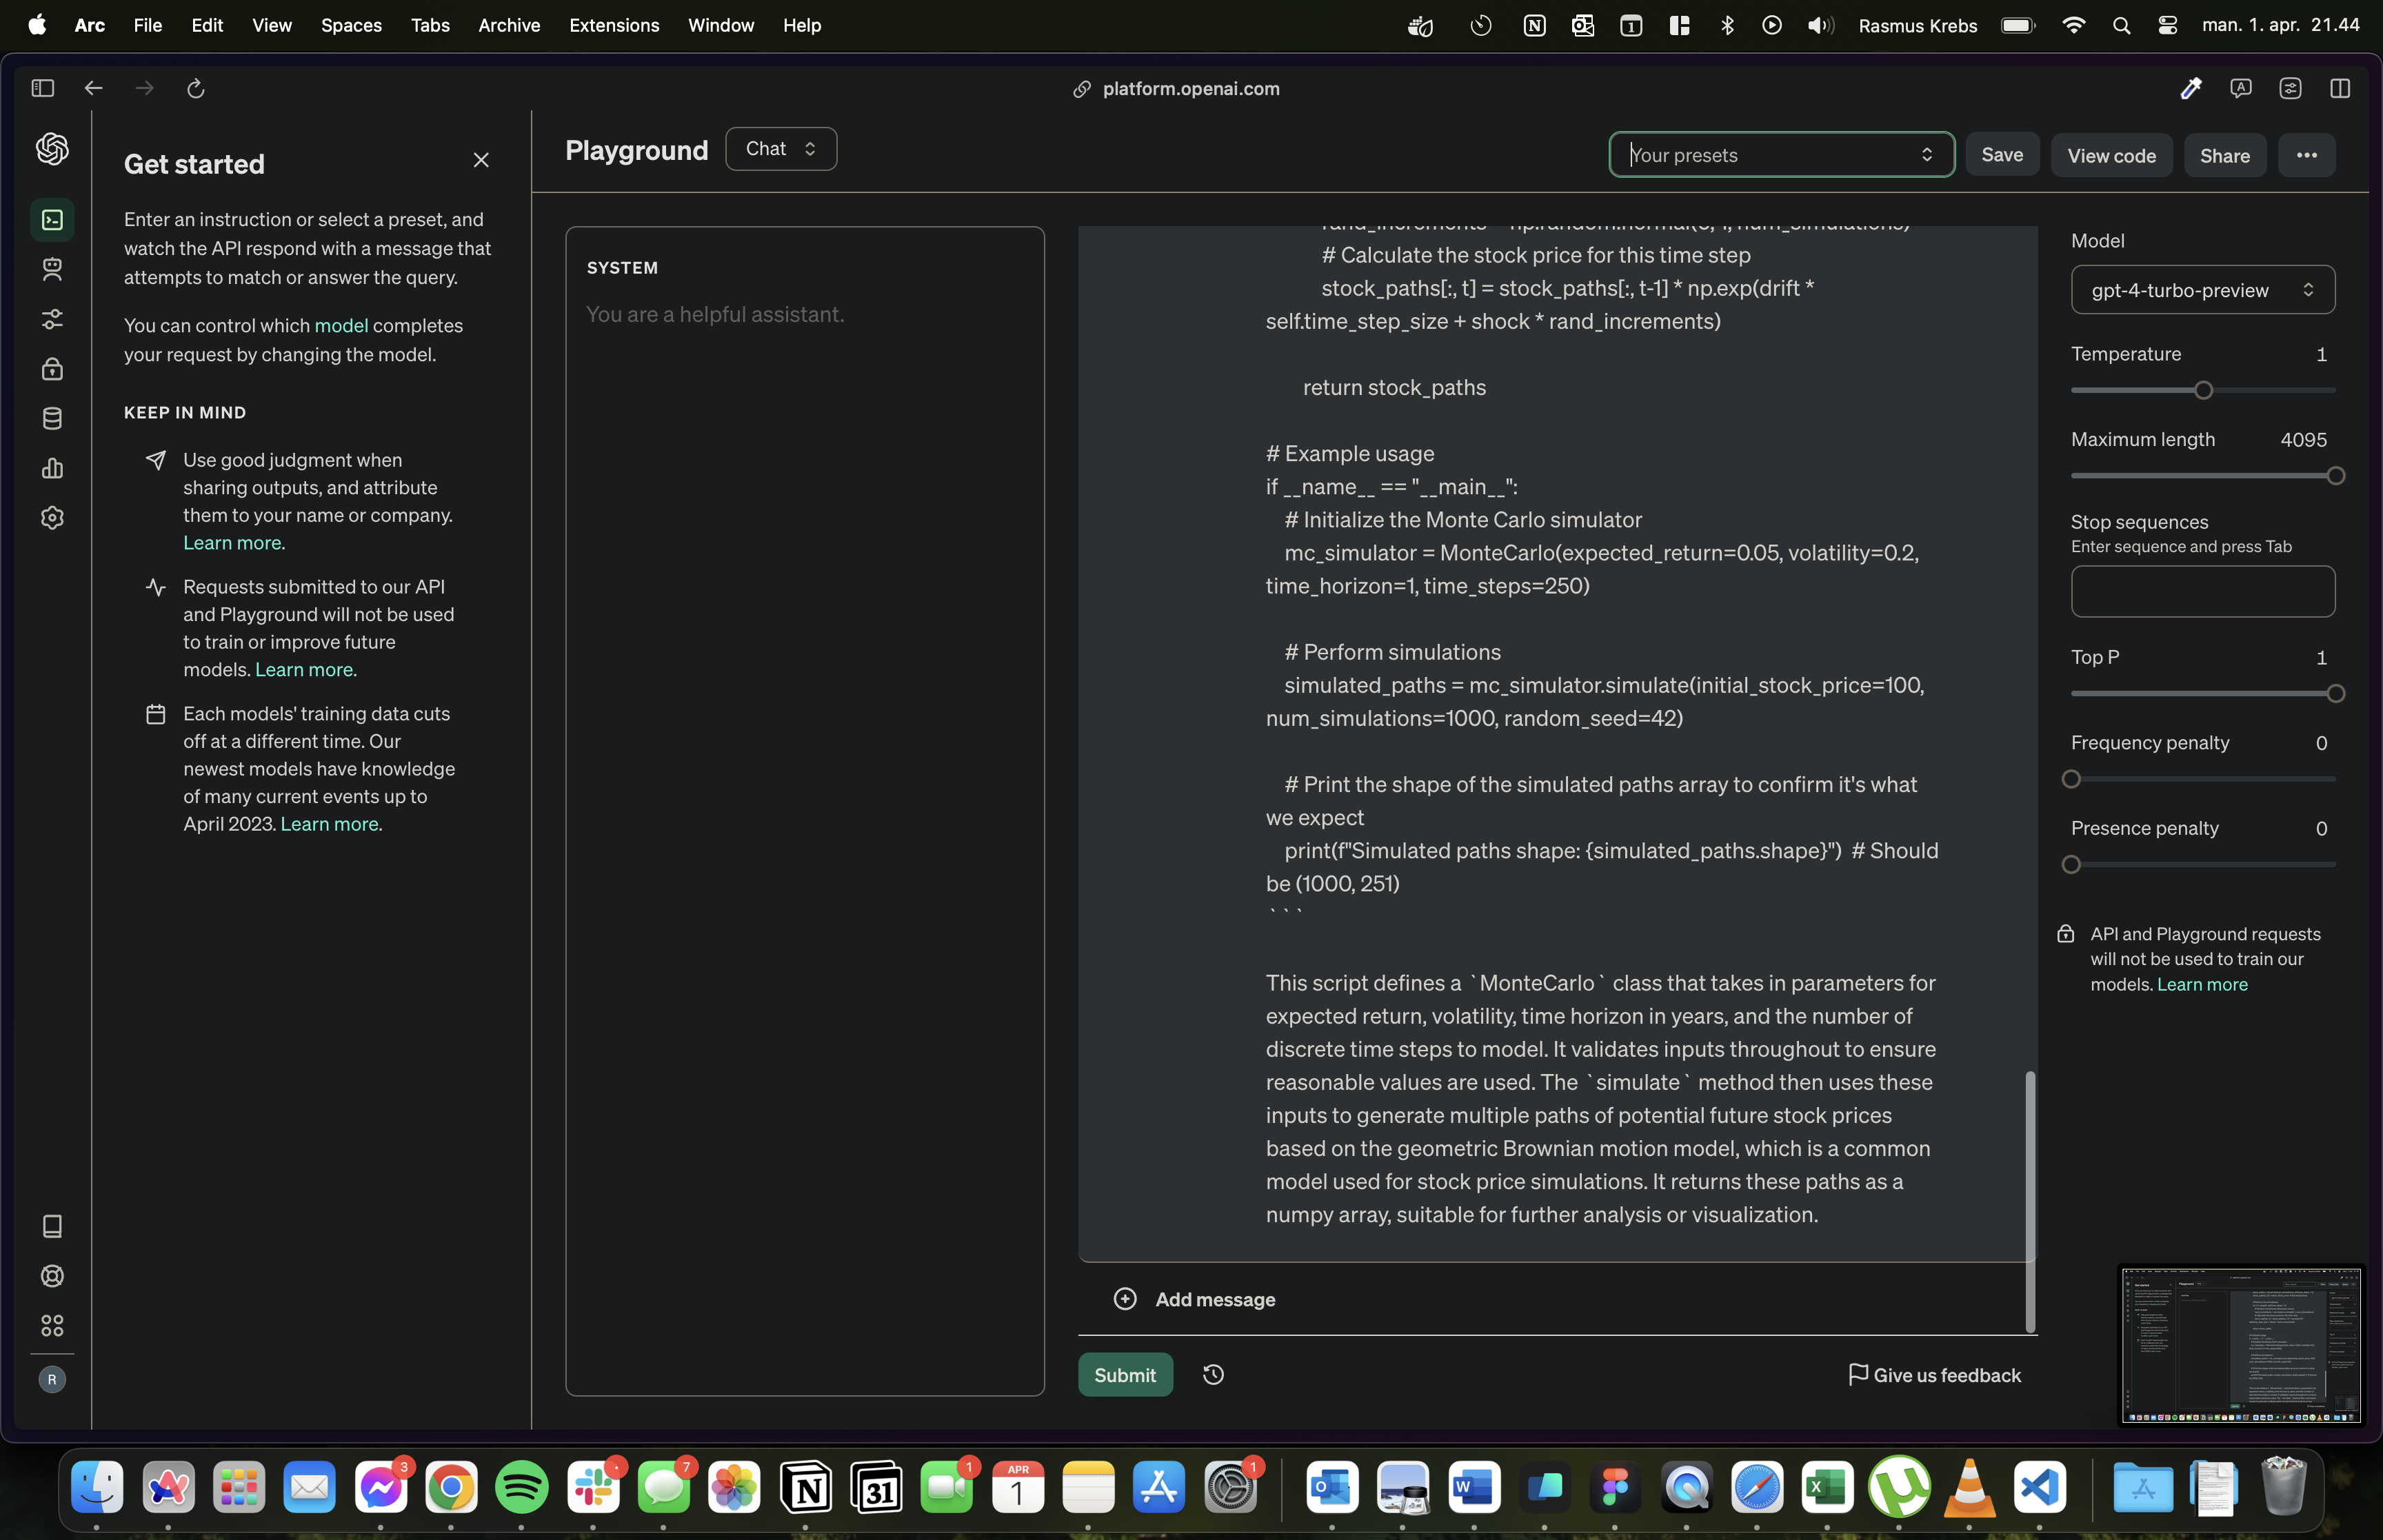 Arc File Edit View Spaces Tabs Archive Extensions Window Help
1 Rasmus Krebs man. 1. apr. 21.44
platform.openai.com
Get started
Enter an instruction or select a preset, and
watch the API respond with a message that
attempts to match or answer the query.
You can control which model completes
your request by changing the model.
KEEP IN MIND
Use good judgment when
sharing outputs, and attribute
them to your name or company.
Learn more.
Requests submitted to our API
and Playground will not be used
to train or improve future
models. Learn more.
Each models' training data cuts
off at a different time. Our
newest models have knowledge
of many current events up to
April 2023. Learn more.
R
Playground Chat
Your presets Save View code Share
SYSTEM
You are a helpful assistant.
rand_increments = np.random.normal(0, 1, num_simulations)
# Calculate the stock price for this time step
stock_paths[:, t] = stock_paths[:, t-1] * np.exp(drift *
self.time_step_size + shock * rand_increments)
return stock_paths
# Example usage
if __name__ == "__main__":
# Initialize the Monte Carlo simulator
mc_simulator = MonteCarlo(expected_return=0.05, volatility=0.2,
time_horizon=1, time_steps=250)
# Perform simulations
simulated_paths = mc_simulator.simulate(initial_stock_price=100,
num_simulations=1000, random_seed=42)
# Print the shape of the simulated paths array to confirm it's what
we expect
print(f"Simulated paths shape: {simulated_paths.shape}") # Should
be (1000, 251)
```
This script defines a `MonteCarlo` class that takes in parameters for
expected return, volatility, time horizon in years, and the number of
discrete time steps to model. It validates inputs throughout to ensure
reasonable values are used. The `simulate` method then uses these
inputs to generate multiple paths of potential future stock prices
based on the geometric Brownian motion model, which is a common
model used for stock price simulations. It returns these paths as a
numpy array, suitable for further analysis or visualization.
Add message
Submit
Give us feedback
Model
gpt-4-turbo-preview
Temperature 1
Maximum length 4095
Stop sequences
Enter sequence and press Tab
Top P 1
Frequency penalty 0
Presence penalty 0
API and Playground requests
will not be used to train our
models. Learn more
3 7 31 1 APR 1 1